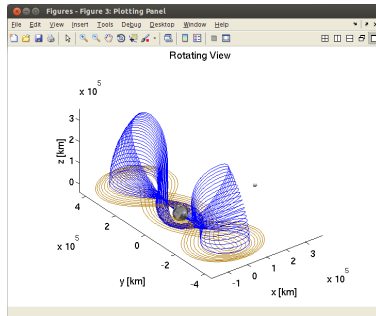 Figures - Figure 3: Plotting Panel
File Edit View Insert Tools Debug Desktop Window Help
Rotating View
x 10^5
3
2
1
0
z [km]
4
2
0
-2
-4
x 10^5
y [km]
-1
0
1
2
3
x 10^5
x [km]